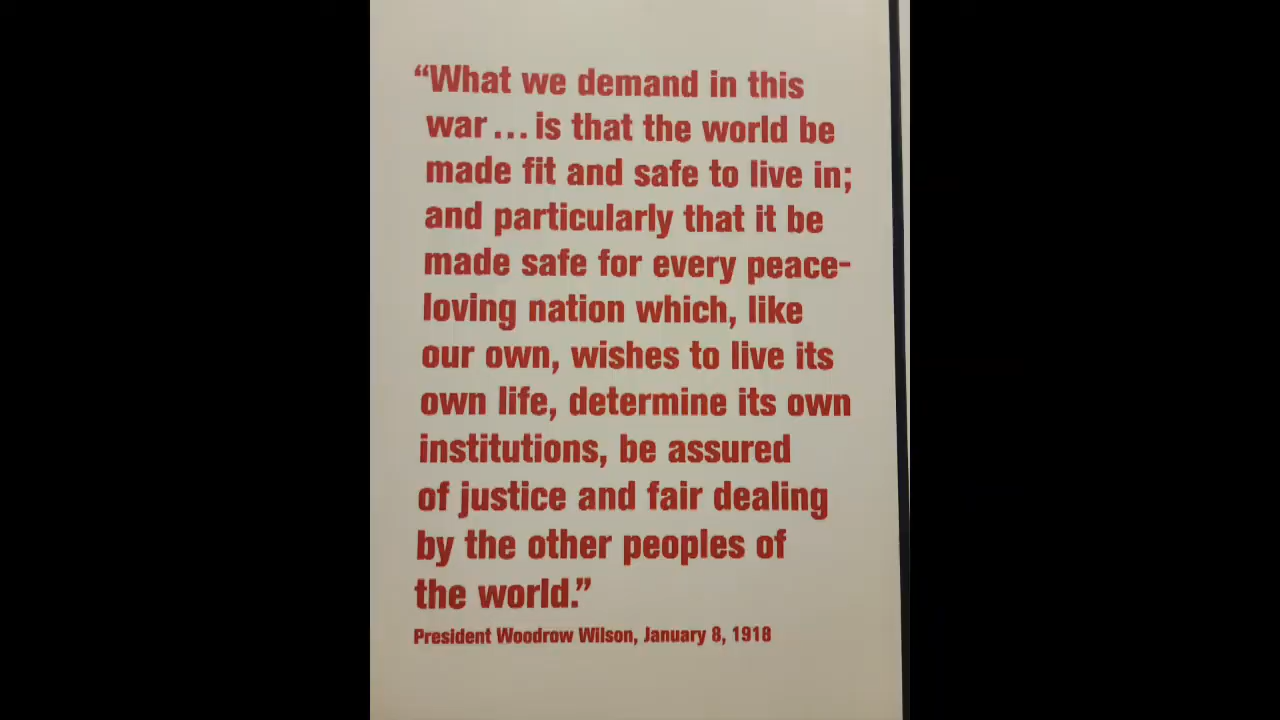 “What we demand in this
war... is that the world be
made fit and safe to live in;
and particularly that it be
made safe for every peace-
loving nation which, like
our own, wishes to live its
own life, determine its own
institutions, be assured
of justice and fair dealing
by the other peoples of
the world.”
President Woodrow Wilson, January 8, 1918